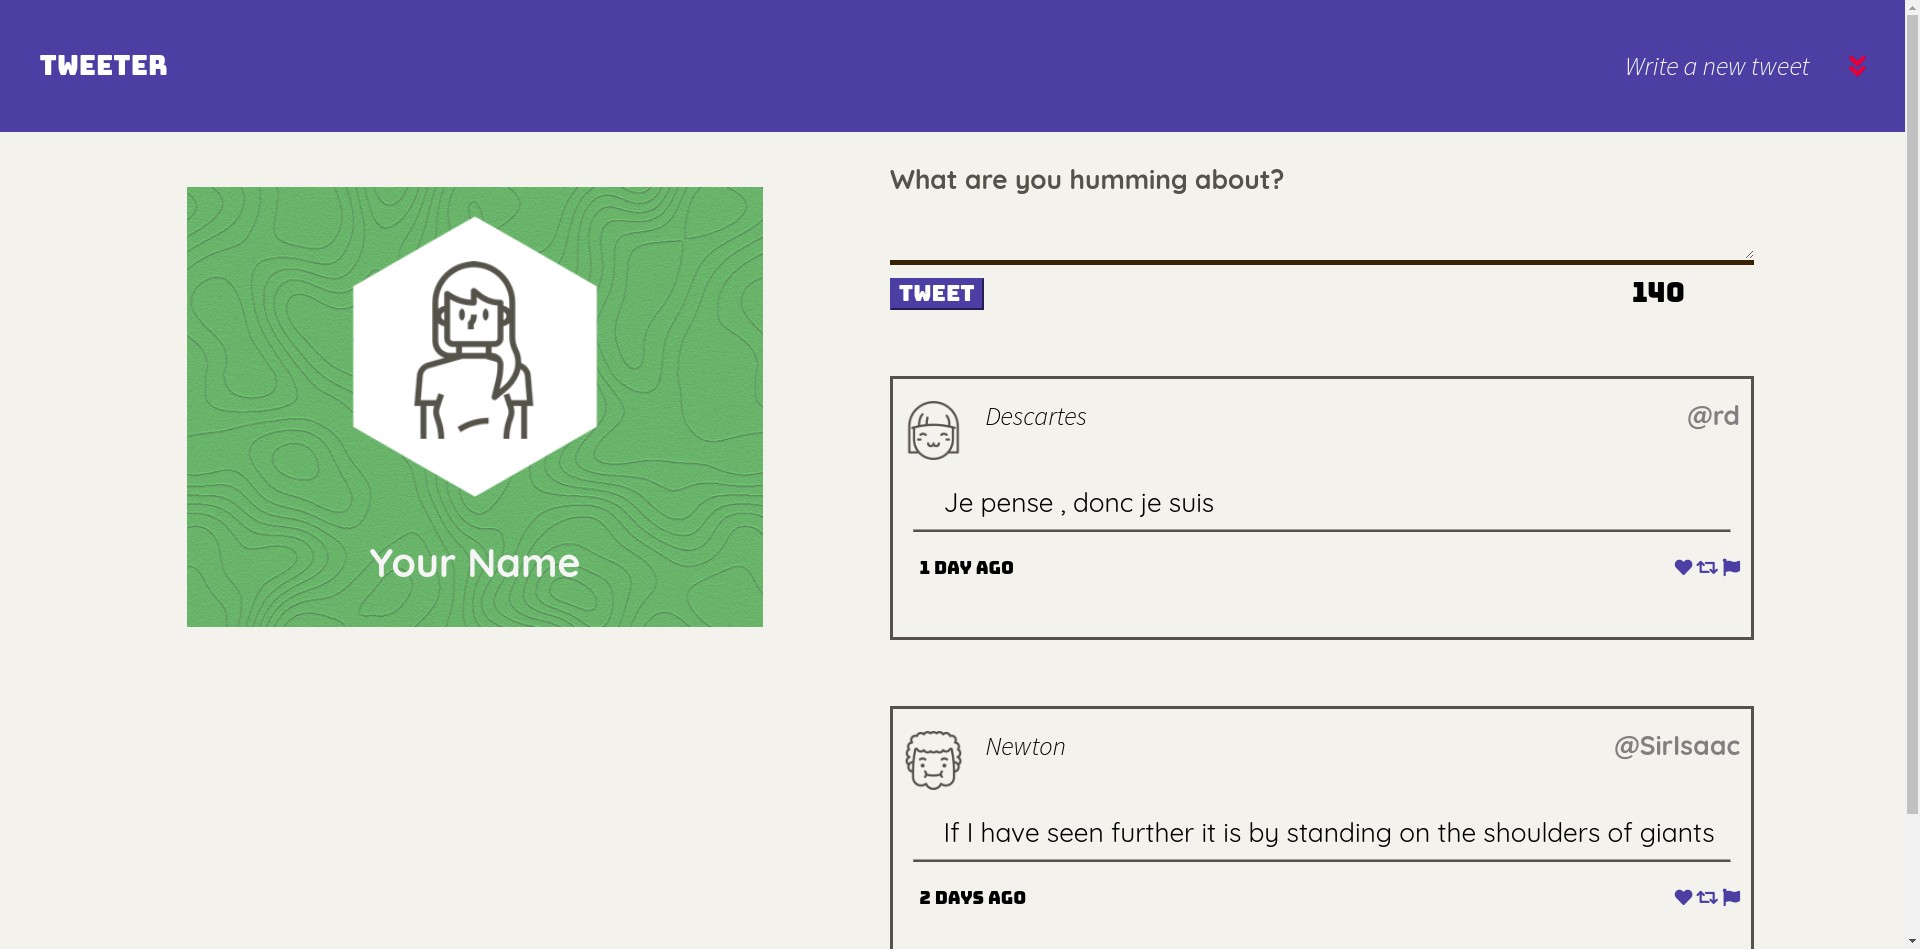 TWEETER
Write a new tweet
Your Name
What are you humming about?
TWEET
140
Descartes
@rd
Je pense , donc je suis
1 DAY AGO
Newton
@SirIsaac
If I have seen further it is by standing on the shoulders of giants
2 DAYS AGO